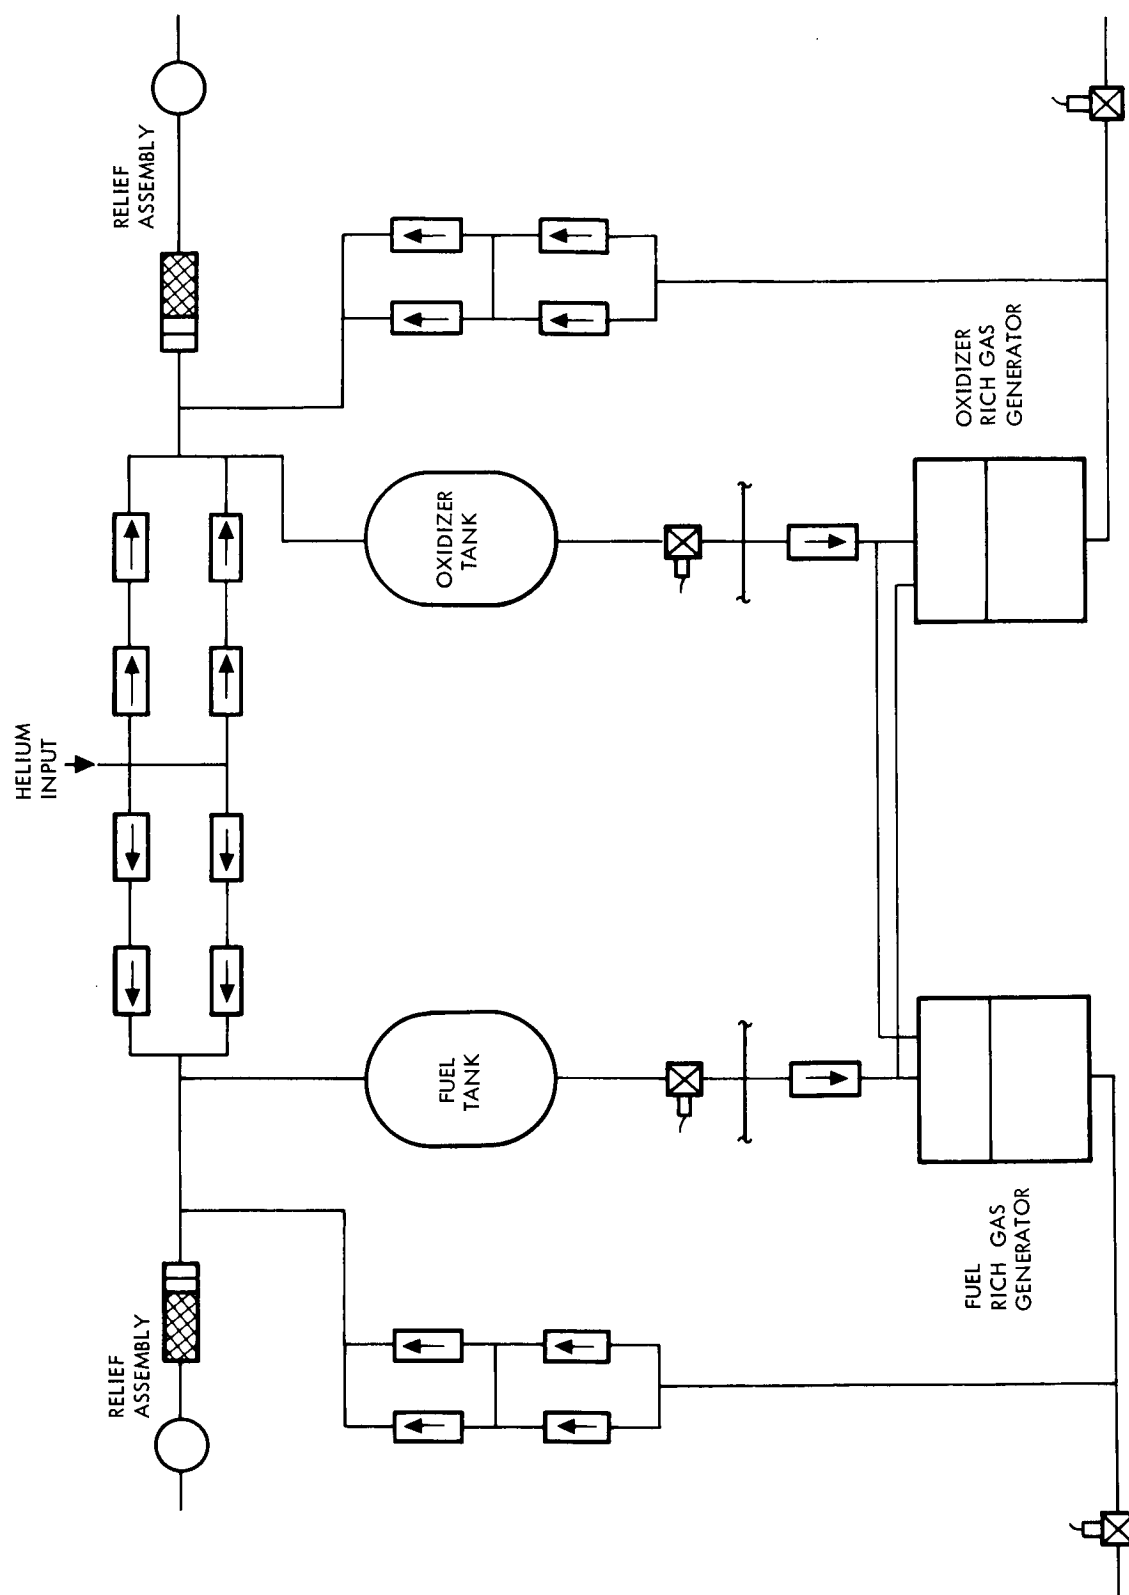 RELIEF
ASSEMBLY
HELIUM
INPUT
RELIEF
ASSEMBLY
FUEL
TANK
OXIDIZER
TANK
FUEL
RICH GAS
GENERATOR
OXIDIZER
RICH GAS
GENERATOR